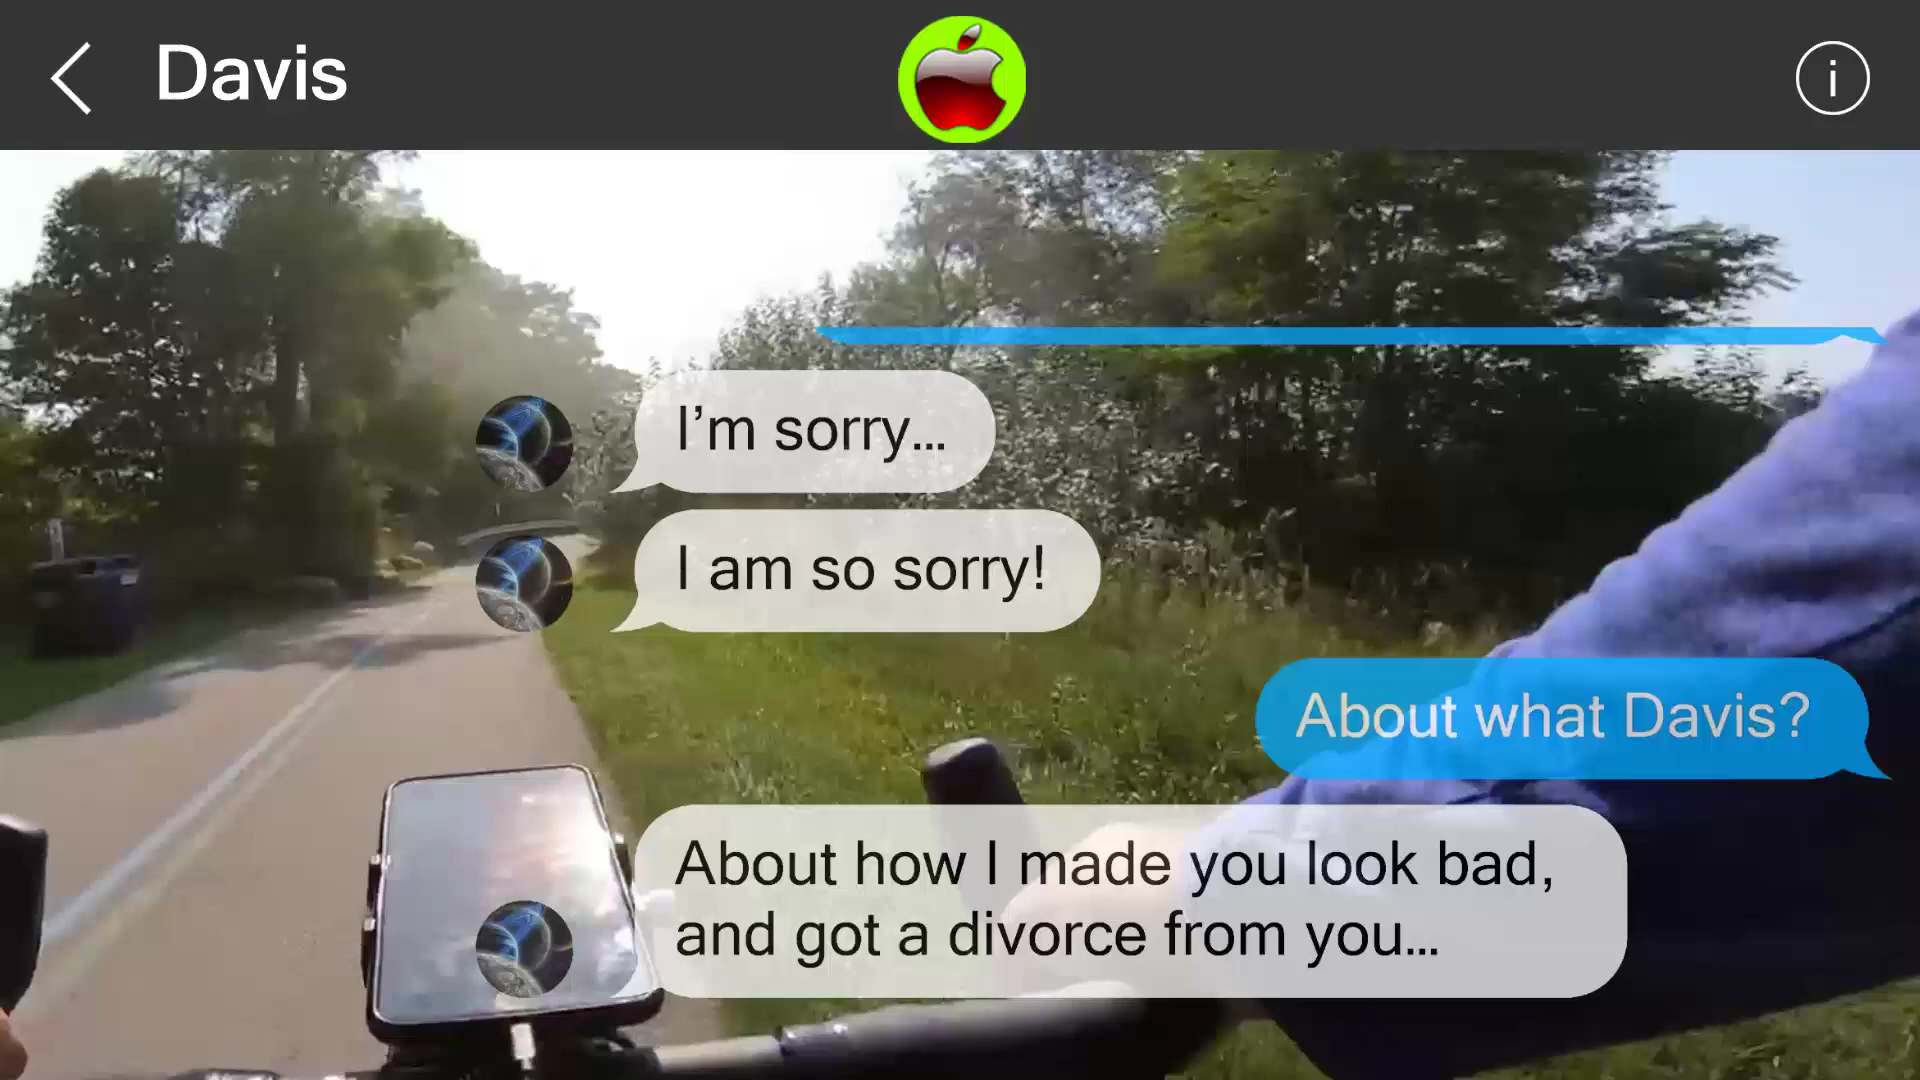 Davis
I’m sorry…
I am so sorry!
About what Davis?
About how I made you look bad,
and got a divorce from you…